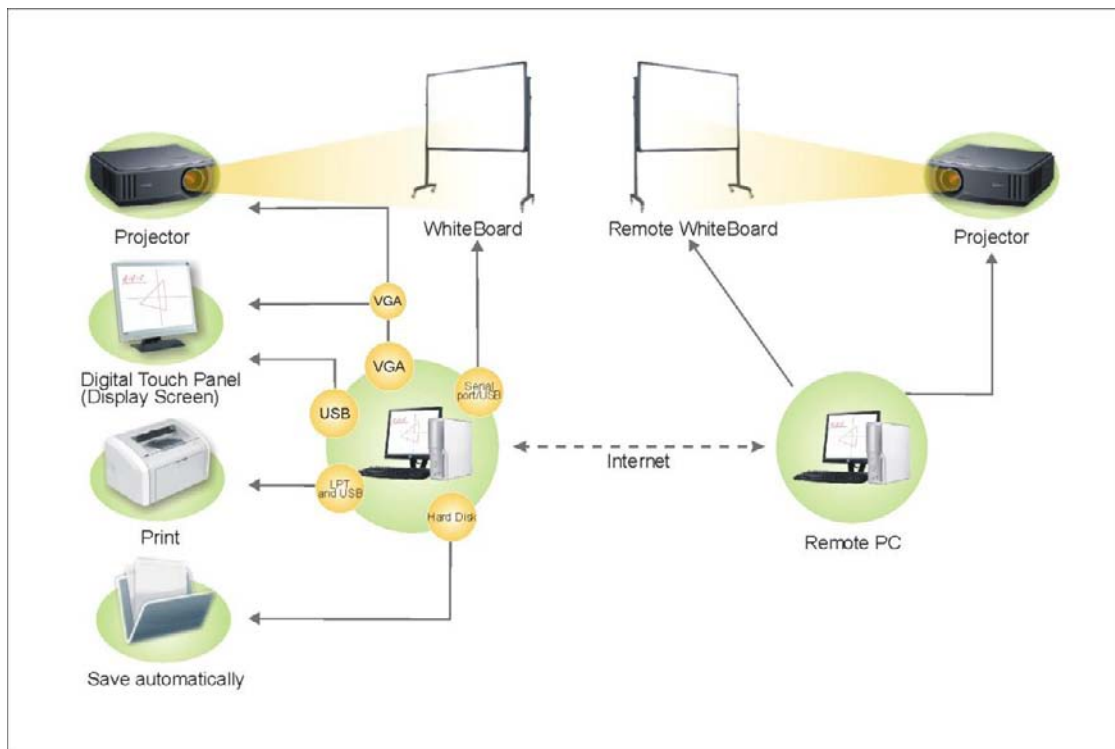 WhiteBoard
Remote WhiteBoard
Projector
Projector
VGA
Digital Touch Panel
(Display Screen)
VGA
Serial
port/USB
USB
Internet
LPT
and USB
Hard Disk
Print
Remote PC
Save automatically